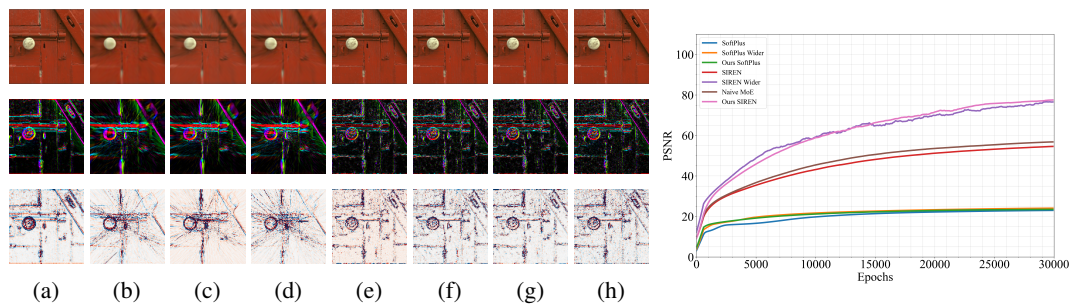 (a) (b) (c) (d) (e) (f) (g) (h)
PSNR
100
80
60
40
20
0
SoftPlus
SoftPlus Wider
Ours SoftPlus
SIREN
SIREN Wider
Naive MoE
Ours SIREN
0 5000 10000 15000 20000 25000 30000
Epochs